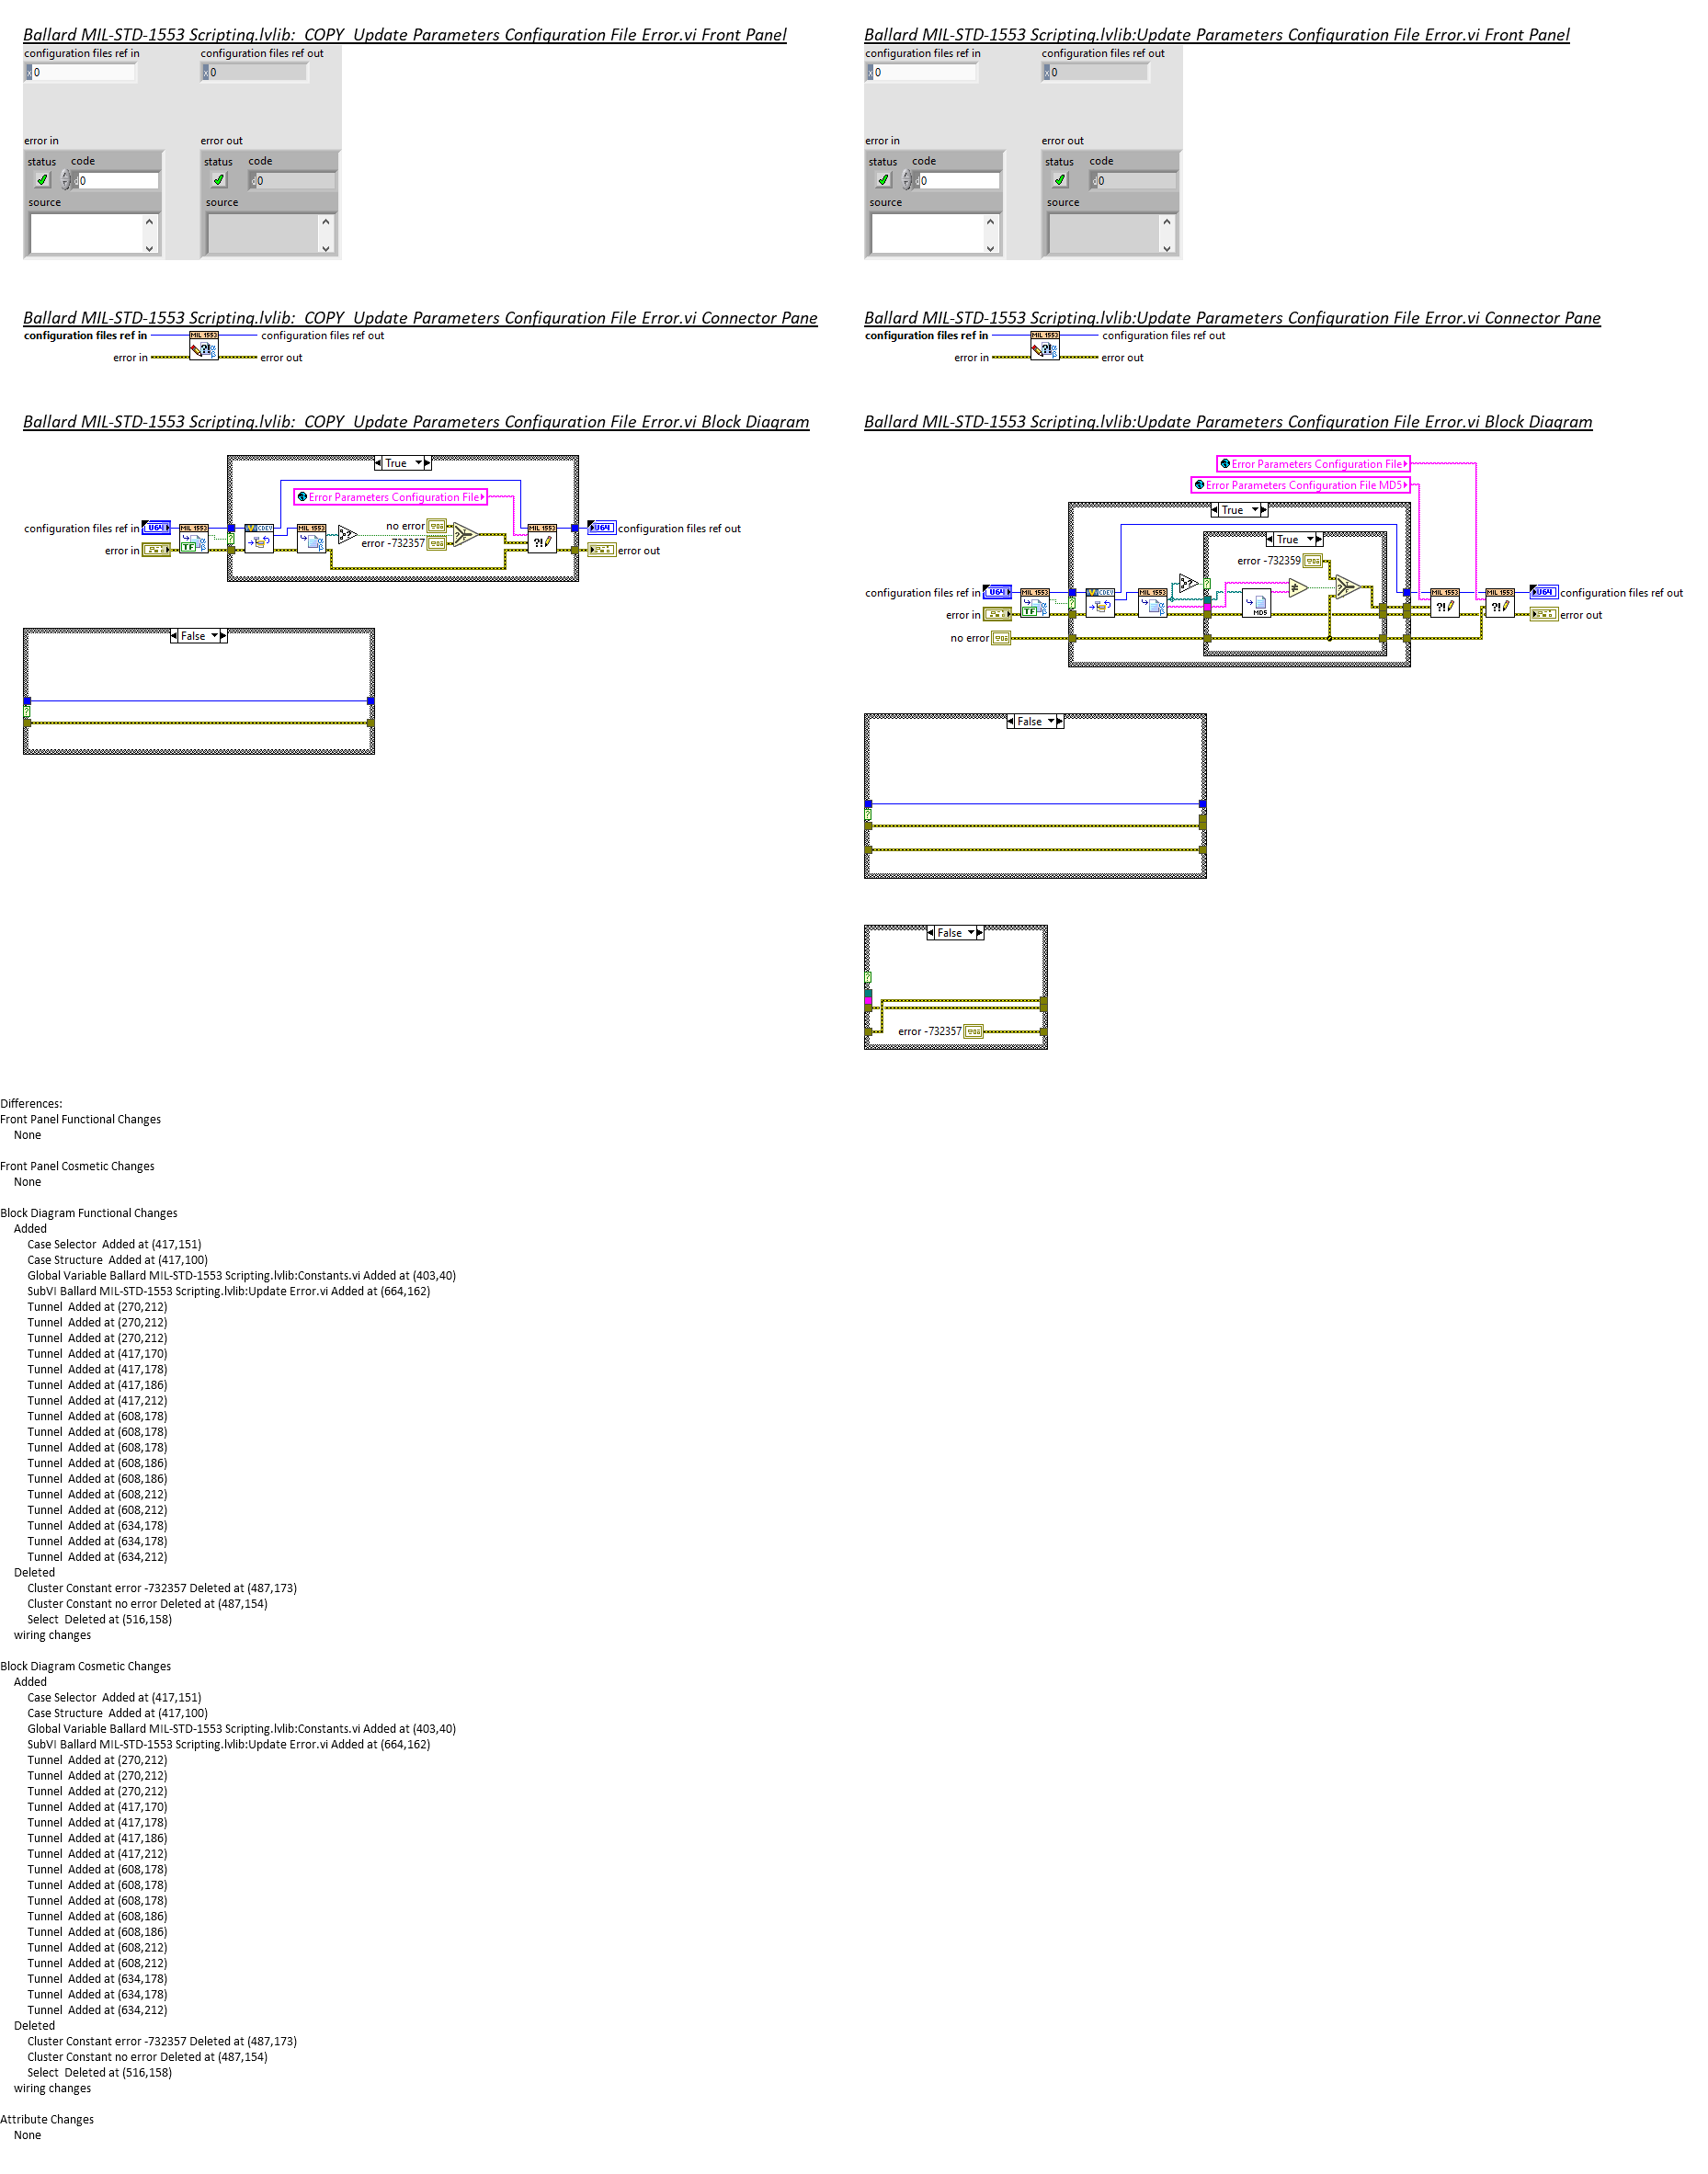 Ballard MIL-STD-1553 Scripting.lvlib:  COPY  Update Parameters Configuration File Error.vi Front Panel
configuration files ref in
configuration files ref out
x 0
x 0
error in
error out
status code
status code
d 0
d 0
source
source
Ballard MIL-STD-1553 Scripting.lvlib:Update Parameters Configuration File Error.vi Front Panel
configuration files ref in
configuration files ref out
x 0
x 0
error in
error out
status code
status code
d 0
d 0
source
source
Ballard MIL-STD-1553 Scripting.lvlib:  COPY  Update Parameters Configuration File Error.vi Connector Pane
configuration files ref in
MIL 1553
configuration files ref out
error in
error out
Ballard MIL-STD-1553 Scripting.lvlib:Update Parameters Configuration File Error.vi Connector Pane
configuration files ref in
MIL 1553
configuration files ref out
error in
error out
Ballard MIL-STD-1553 Scripting.lvlib:  COPY  Update Parameters Configuration File Error.vi Block Diagram
True
Error Parameters Configuration File
configuration files ref in
U64
MIL 1553
TF
?
CDEV
MIL 1553
?
no error
error -732357
?
MIL 1553
?!
U64
configuration files ref out
error in
error out
False
?
Ballard MIL-STD-1553 Scripting.lvlib:Update Parameters Configuration File Error.vi Block Diagram
Error Parameters Configuration File
Error Parameters Configuration File MD5
True
True
error -732359
configuration files ref in
U64
MIL 1553
TF
?
CDEV
MIL 1553
?
?
MD5
≠
?
MIL 1553
?!
MIL 1553
?!
U64
configuration files ref out
error in
error out
no error
False
?
False
?
error -732357
Differences:
Front Panel Functional Changes
None
Front Panel Cosmetic Changes
None
Block Diagram Functional Changes
Added
Case Selector  Added at (417,151)
Case Structure  Added at (417,100)
Global Variable Ballard MIL-STD-1553 Scripting.lvlib:Constants.vi Added at (403,40)
SubVI Ballard MIL-STD-1553 Scripting.lvlib:Update Error.vi Added at (664,162)
Tunnel  Added at (270,212)
Tunnel  Added at (270,212)
Tunnel  Added at (270,212)
Tunnel  Added at (417,170)
Tunnel  Added at (417,178)
Tunnel  Added at (417,186)
Tunnel  Added at (417,212)
Tunnel  Added at (608,178)
Tunnel  Added at (608,178)
Tunnel  Added at (608,178)
Tunnel  Added at (608,186)
Tunnel  Added at (608,186)
Tunnel  Added at (608,212)
Tunnel  Added at (608,212)
Tunnel  Added at (634,178)
Tunnel  Added at (634,178)
Tunnel  Added at (634,212)
Deleted
Cluster Constant error -732357 Deleted at (487,173)
Cluster Constant no error Deleted at (487,154)
Select  Deleted at (516,158)
wiring changes
Block Diagram Cosmetic Changes
Added
Case Selector  Added at (417,151)
Case Structure  Added at (417,100)
Global Variable Ballard MIL-STD-1553 Scripting.lvlib:Constants.vi Added at (403,40)
SubVI Ballard MIL-STD-1553 Scripting.lvlib:Update Error.vi Added at (664,162)
Tunnel  Added at (270,212)
Tunnel  Added at (270,212)
Tunnel  Added at (270,212)
Tunnel  Added at (417,170)
Tunnel  Added at (417,178)
Tunnel  Added at (417,186)
Tunnel  Added at (417,212)
Tunnel  Added at (608,178)
Tunnel  Added at (608,178)
Tunnel  Added at (608,178)
Tunnel  Added at (608,186)
Tunnel  Added at (608,186)
Tunnel  Added at (608,212)
Tunnel  Added at (608,212)
Tunnel  Added at (634,178)
Tunnel  Added at (634,178)
Tunnel  Added at (634,212)
Deleted
Cluster Constant error -732357 Deleted at (487,173)
Cluster Constant no error Deleted at (487,154)
Select  Deleted at (516,158)
wiring changes
Attribute Changes
None